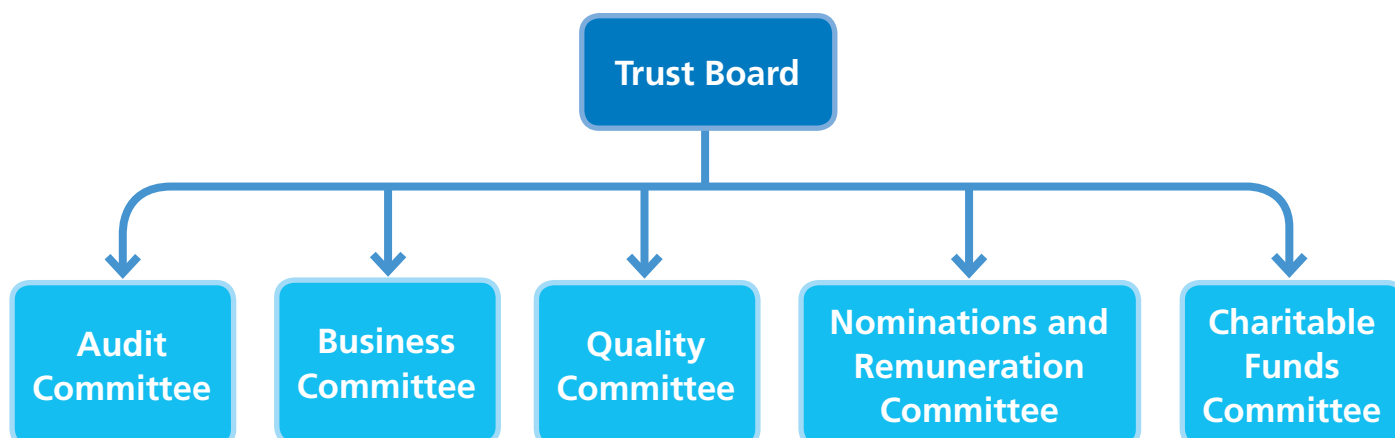 Trust Board
Audit
Committee
Business
Committee
Quality
Committee
Nominations and
Remuneration
Committee
Charitable
Funds
Committee